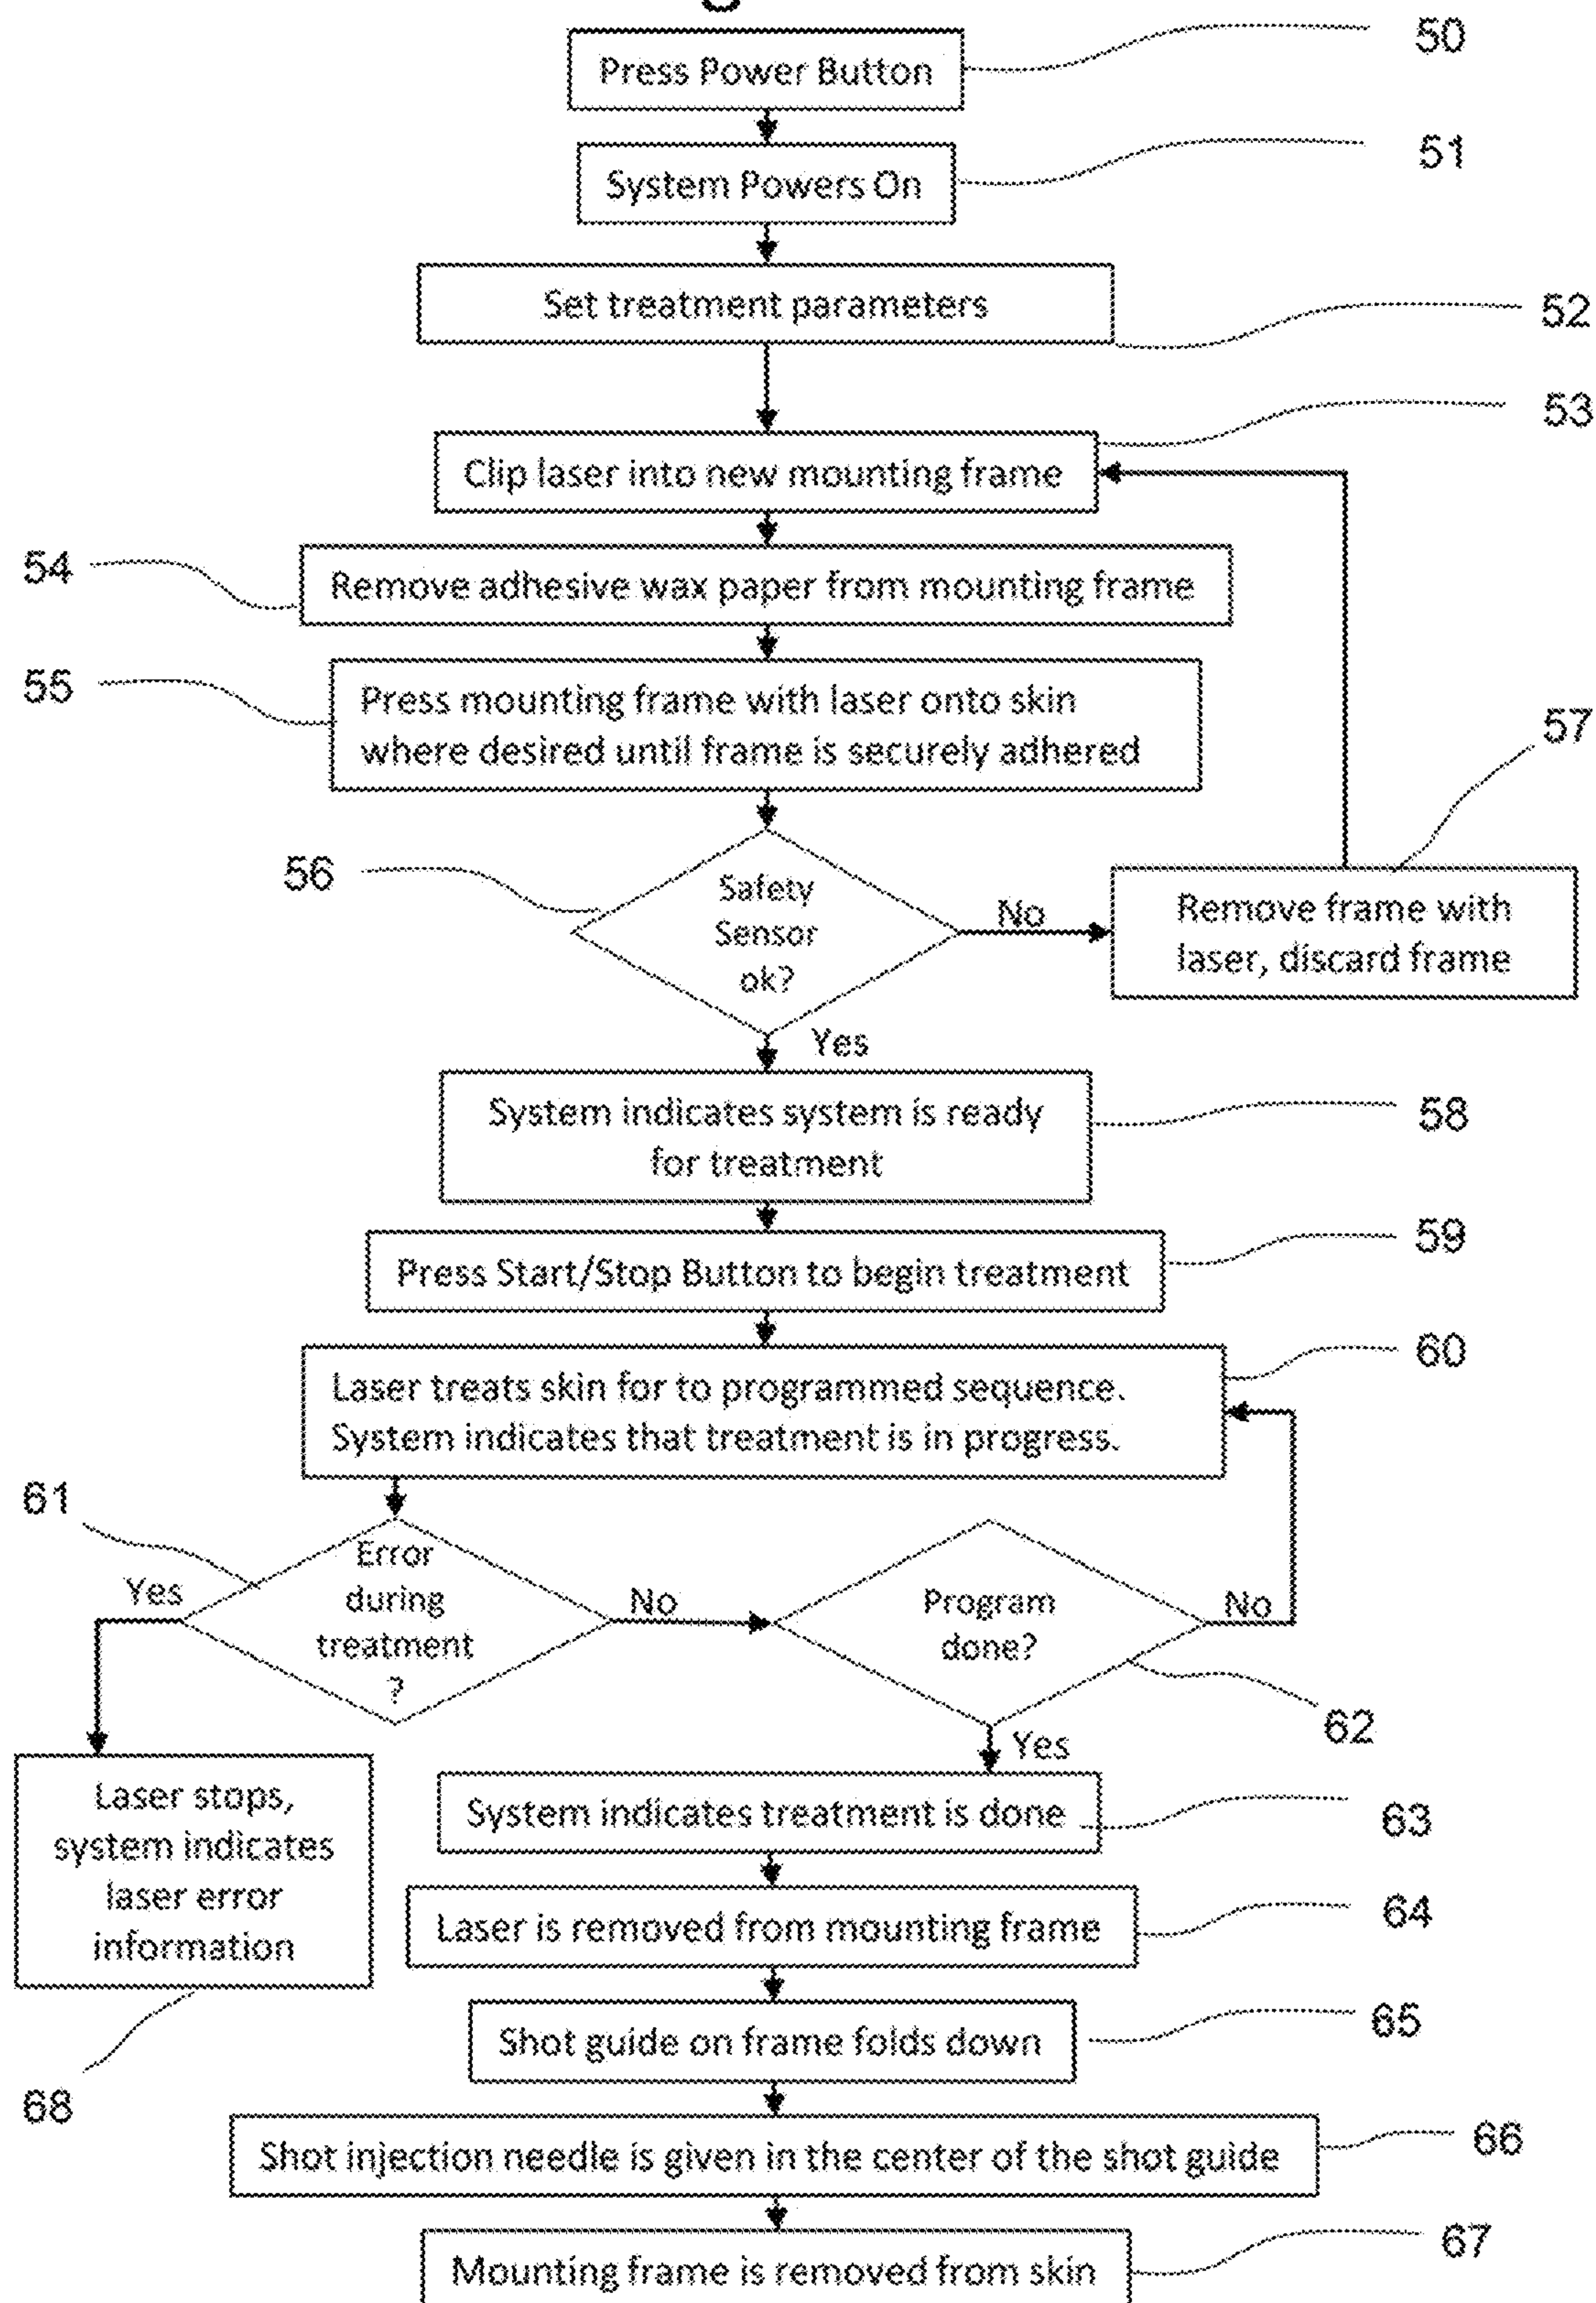 50
Press Power Button
51
System Powers On
Set treatment parameters
52
53
Clip laser into new mounting frame
54
Remove adhesive wax paper from mounting frame
55
Press mounting frame with laser onto skin
where desired until frame is securely adhered
57
56
Safety
Sensor
ok?
No
Remove frame with
laser, discard frame
Yes
System indicates system is ready
for treatment
58
59
Press Start/Stop Button to begin treatment
60
Laser treats skin for to programmed sequence.
System indicates that treatment is in progress.
61
Yes
Error
during
treatment
?
No
Program
done?
No
62
Yes
Laser stops,
system indicates
laser error
information
System indicates treatment is done
63
Laser is removed from mounting frame
64
Shot guide on frame folds down
65
68
Shot injection needle is given in the center of the shot guide
66
Mounting frame is removed from skin
67